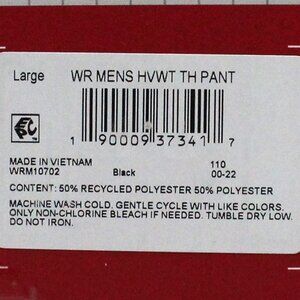 Large WR MENS HVWT TH PANT
1 90009 37341 7
MADE IN VIETNAM 110
WRM10702 Black 00-22
CONTENT: 50% RECYCLED POLYESTER 50% POLYESTER
MACHINE WASH COLD. GENTLE CYCLE WITH LIKE COLORS.
ONLY NON-CHLORINE BLEACH IF NEEDED. TUMBLE DRY LOW.
DO NOT IRON.